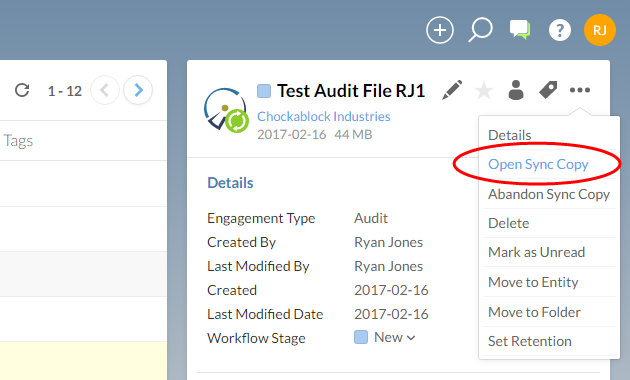 RJ
1 - 12
Tags
Test Audit File RJ1
Chockablock Industries
2017-02-16 44 MB
Details
Engagement Type Audit
Created By Ryan Jones
Last Modified By Ryan Jones
Created 2017-02-16
Last Modified Date 2017-02-16
Workflow Stage New
Details
Open Sync Copy
Abandon Sync Copy
Delete
Mark as Unread
Move to Entity
Move to Folder
Set Retention